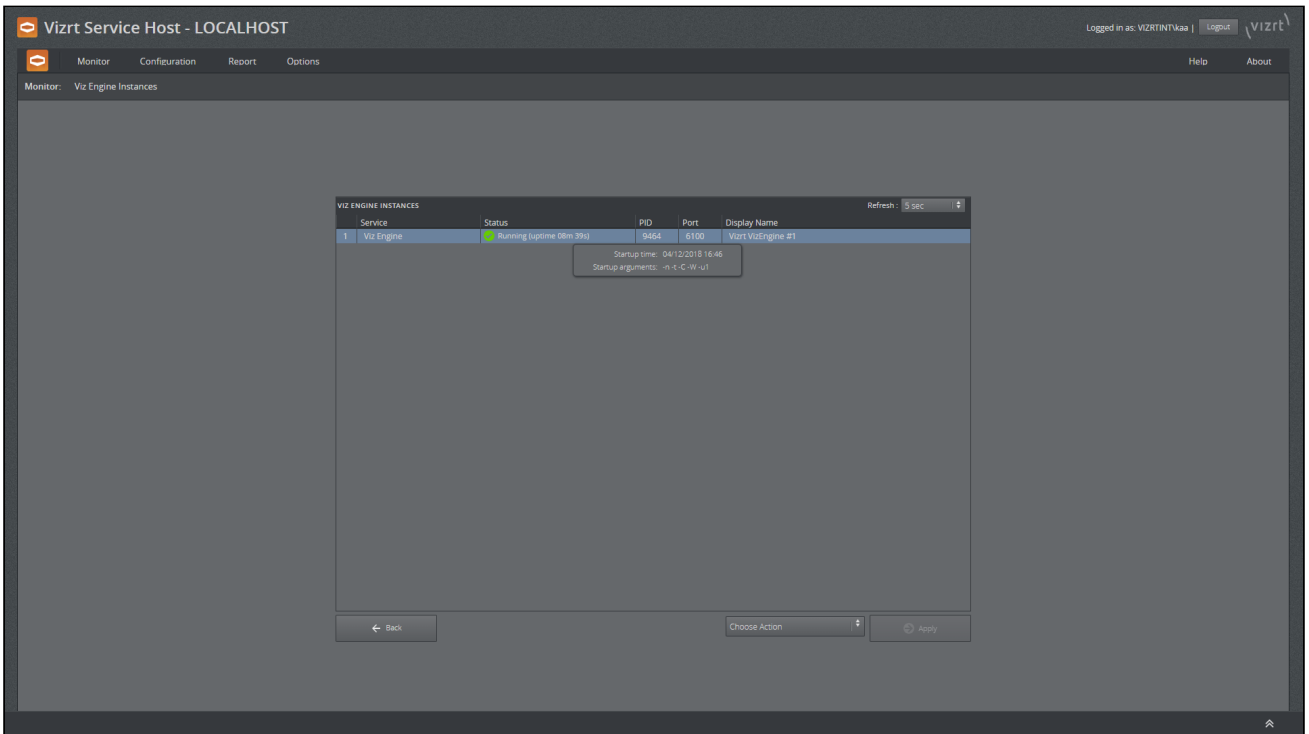 Vizrt Service Host - LOCALHOST
Logged in as: VIZRTINT\kaa | Logout vizrt
Monitor Configuration Report Options Help About
Monitor: Viz Engine Instances
VIZ ENGINE INSTANCES Refresh : 5 sec
Service Status PID Port Display Name
1 Viz Engine Running (uptime 08m 39s) 9464 6100 Vizrt VizEngine #1
Startup time: 04/12/2018 16:46
Startup arguments: -n -t -C -W -u1
Back Choose Action Apply